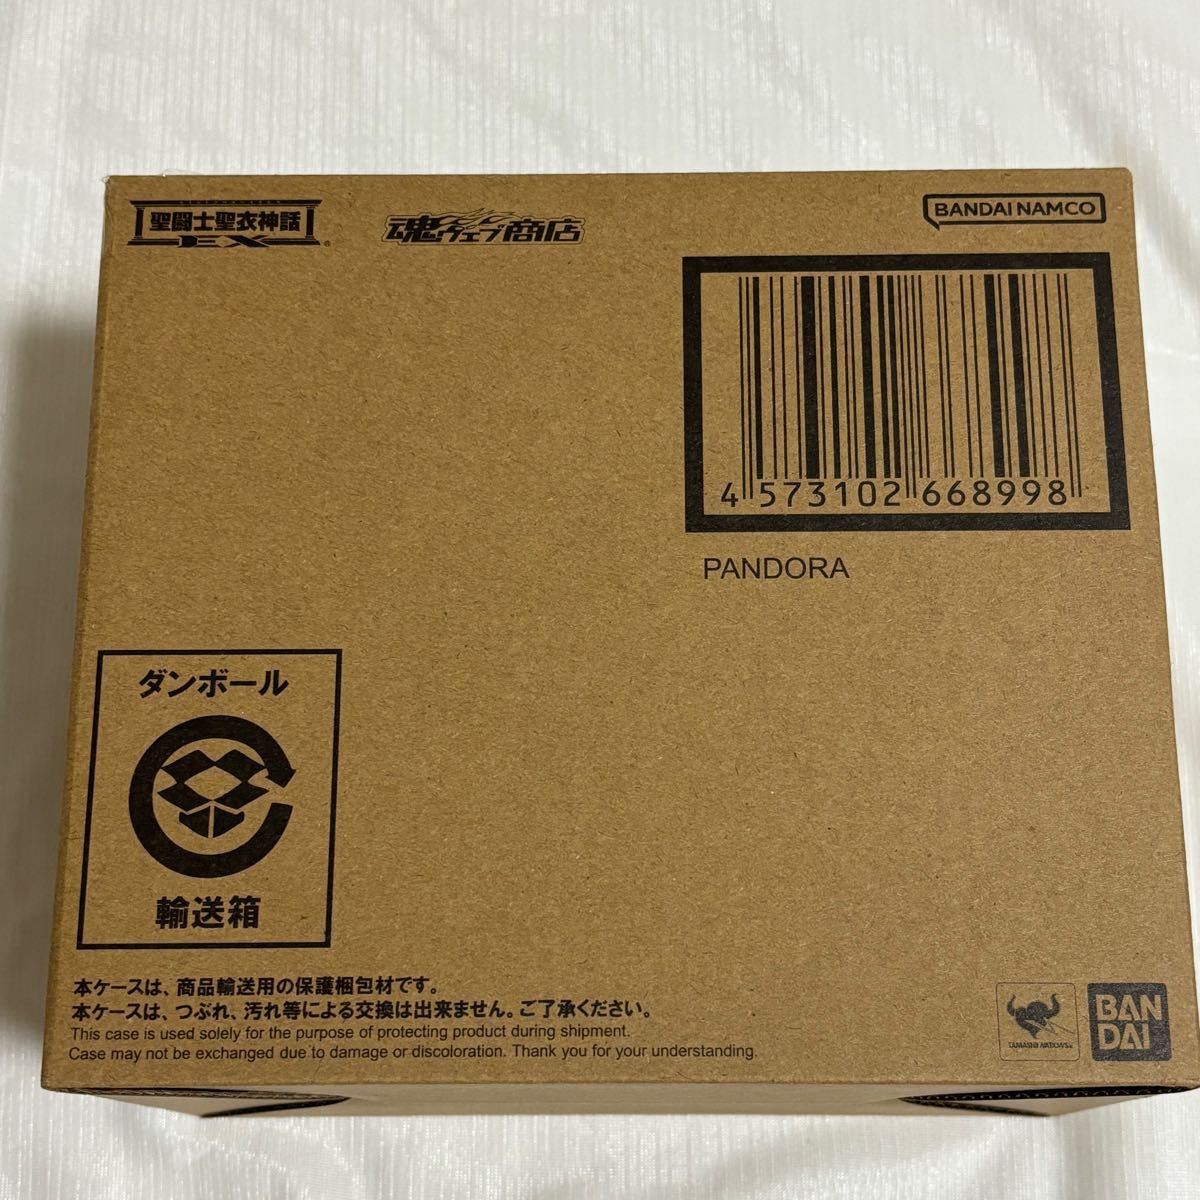 聖闘士聖衣神話
EX®
魂ウェブ商店
BANDAI NAMCO
4 573102 668998
PANDORA
ダンボール
輸送箱
本ケースは、商品輸送用の保護梱包材です。
本ケースは、つぶれ、汚れ等による交換は出来ません。ご了承ください。
This case is used solely for the purpose of protecting product during shipment.
Case may not be exchanged due to damage or discoloration. Thank you for your understanding.
TAMASHII NATIONS
BAN
DAI